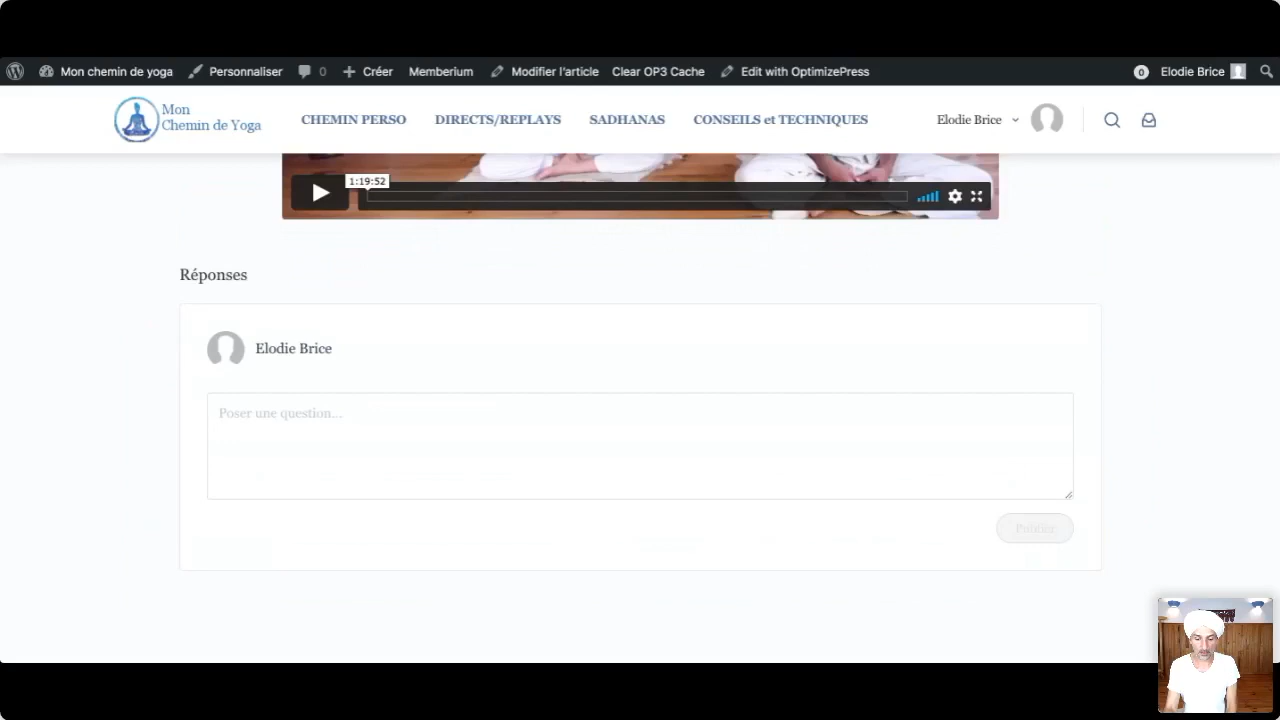 Mon chemin de yoga Personnaliser 0 Créer Memberium Modifier l'article Clear OP3 Cache Edit with OptimizePress 0 Elodie Brice
Mon
Chemin de Yoga
CHEMIN PERSO DIRECTS/REPLAYS SADHANAS CONSEILS et TECHNIQUES Elodie Brice
1:19:52
Réponses
Elodie Brice
Poser une question...
Publier